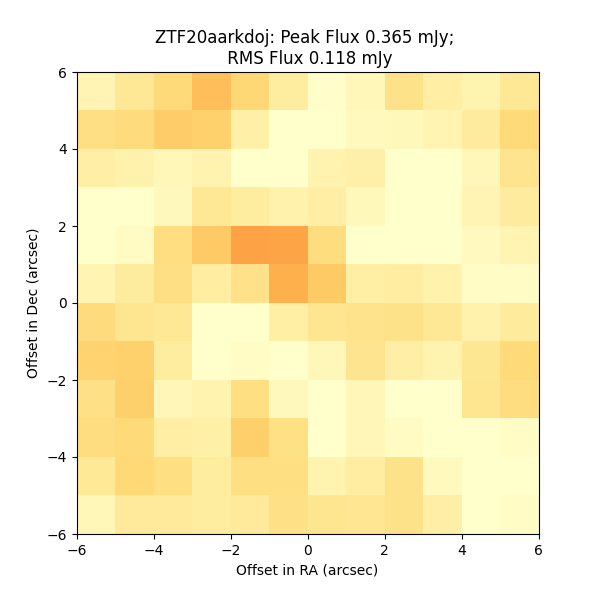 ZTF20aarkdoj: Peak Flux 0.365 mJy;
RMS Flux 0.118 mJy
6
4
2
0
−2
−4
−6
Offset in Dec (arcsec)
−6 −4 −2 0 2 4 6
Offset in RA (arcsec)